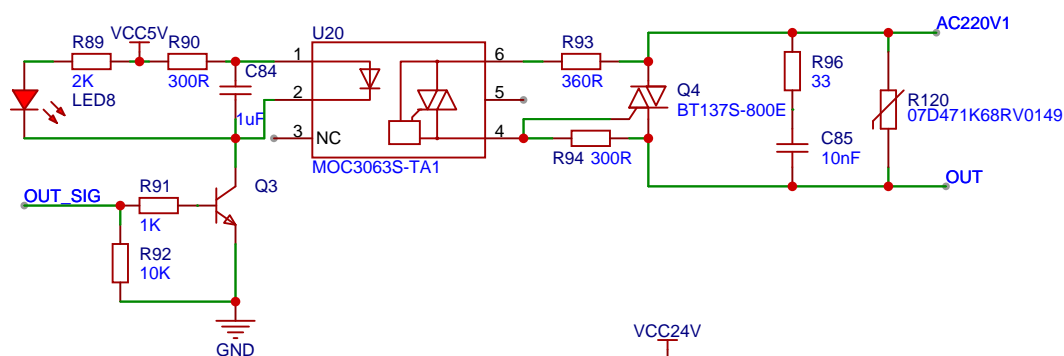 VCC5V
R89
2K
LED8
R90
300R
C84
1uF
U20
1
2
3
NC
6
5
4
MOC3063S-TA1
R93
360R
Q4
BT137S-800E
R94
300R
AC220V1
R96
33
C85
10nF
R120
07D471K68RV0149
OUT
OUT_SIG
R91
1K
Q3
R92
10K
GND
VCC24V